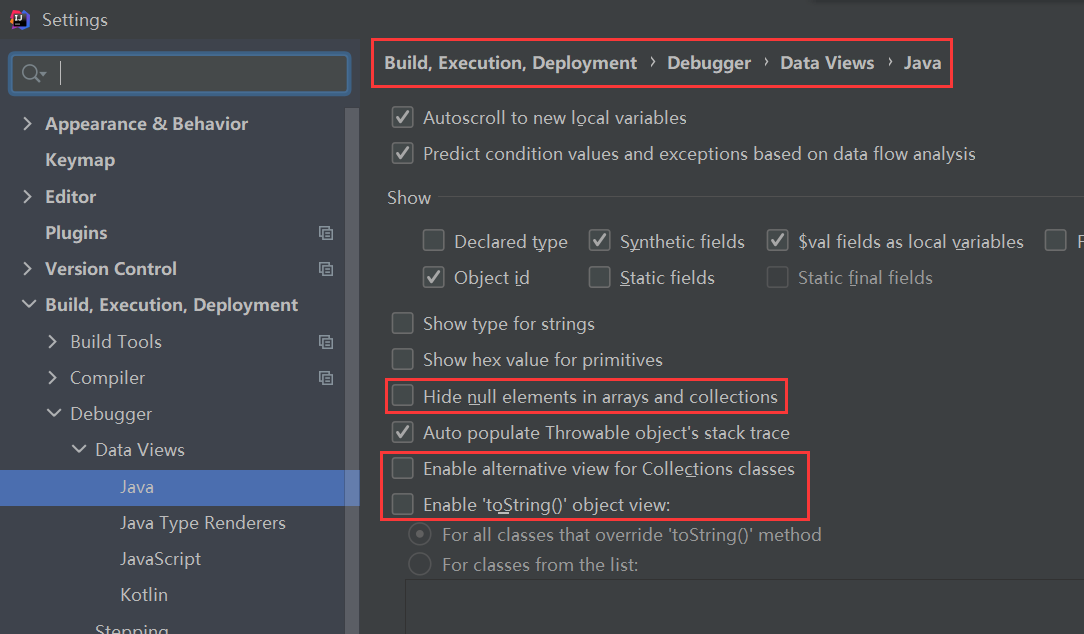 Settings
Build, Execution, Deployment › Debugger › Data Views › Java
Appearance & Behavior
Keymap
Editor
Plugins
Version Control
Build, Execution, Deployment
Build Tools
Compiler
Debugger
Data Views
Java
Java Type Renderers
JavaScript
Kotlin
Stepping
Autoscroll to new local variables
Predict condition values and exceptions based on data flow analysis
Show
Declared type Synthetic fields $val fields as local variables
Object id Static fields Static final fields
Show type for strings
Show hex value for primitives
Hide null elements in arrays and collections
Auto populate Throwable object's stack trace
Enable alternative view for Collections classes
Enable 'toString()' object view:
For all classes that override 'toString()' method
For classes from the list: